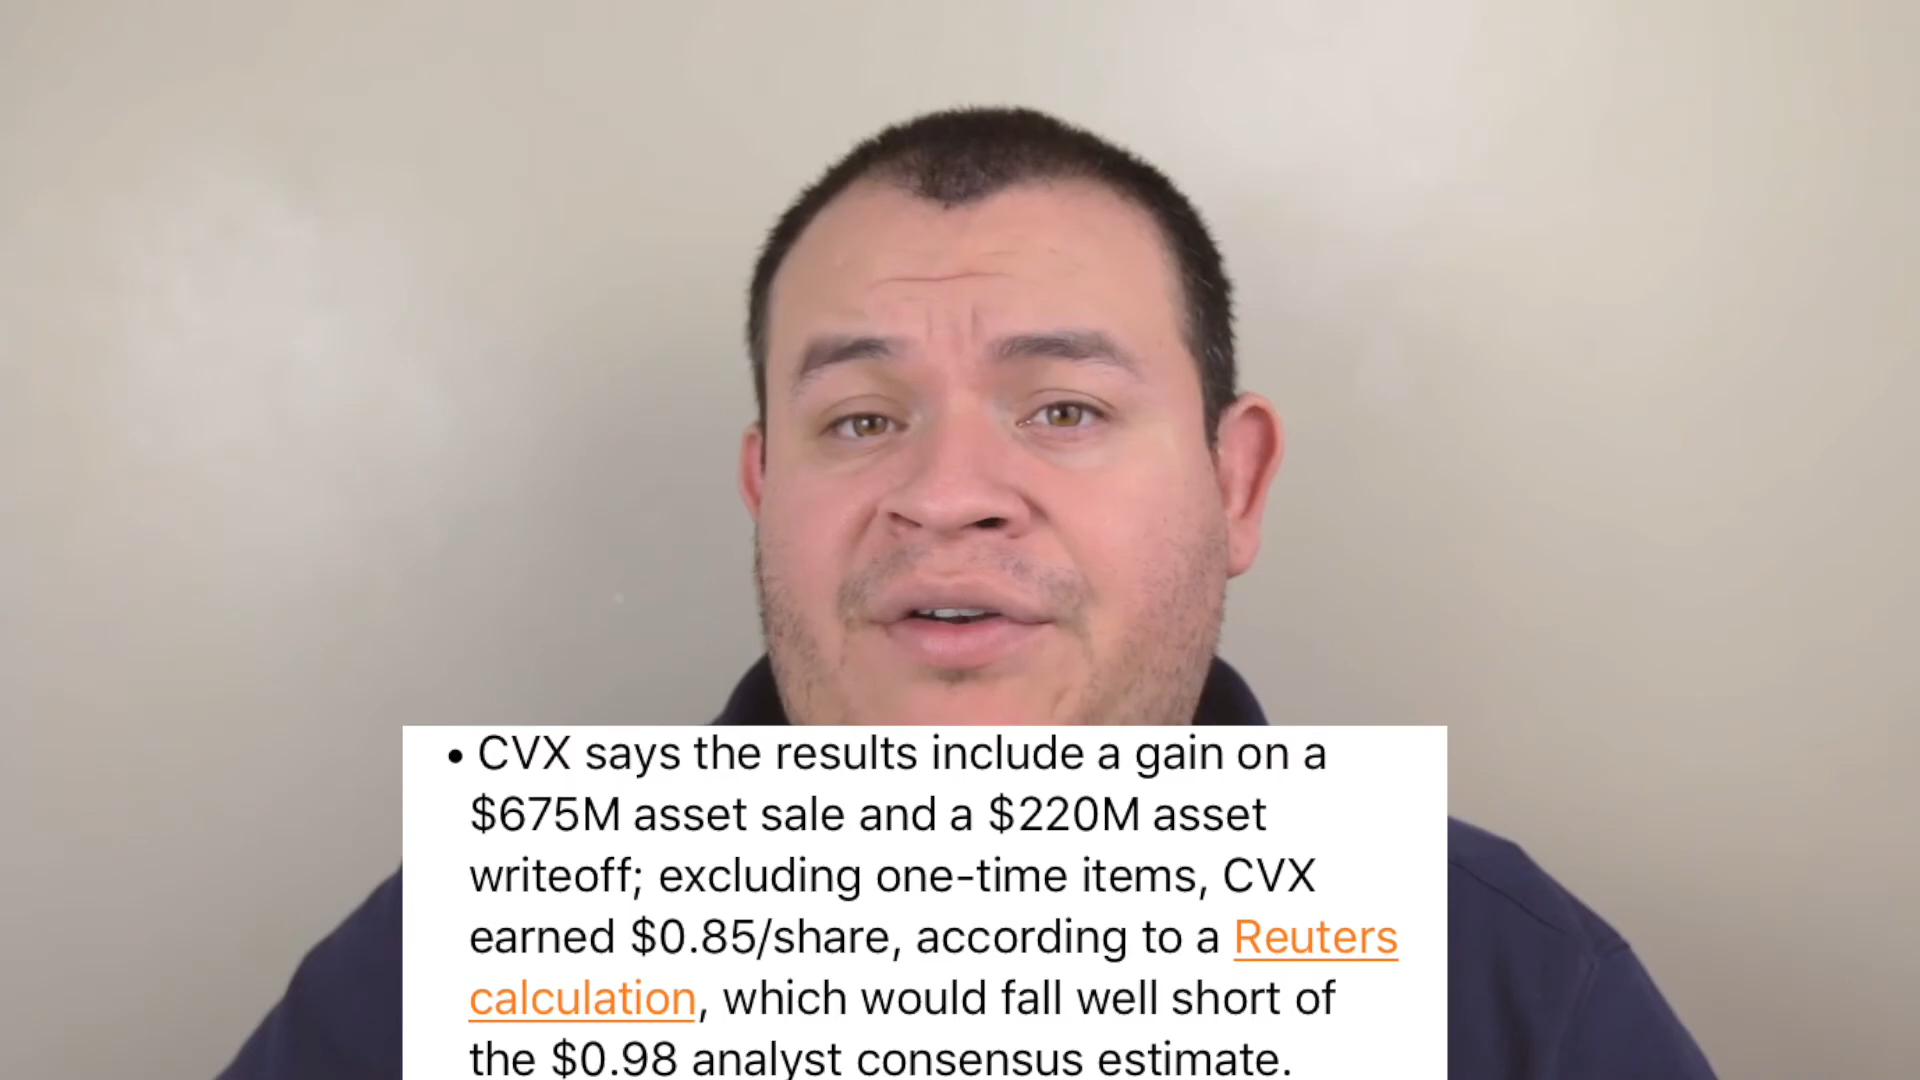 • CVX says the results include a gain on a
$675M asset sale and a $220M asset
writeoff; excluding one-time items, CVX
earned $0.85/share, according to a Reuters
calculation, which would fall well short of
the $0.98 analyst consensus estimate.